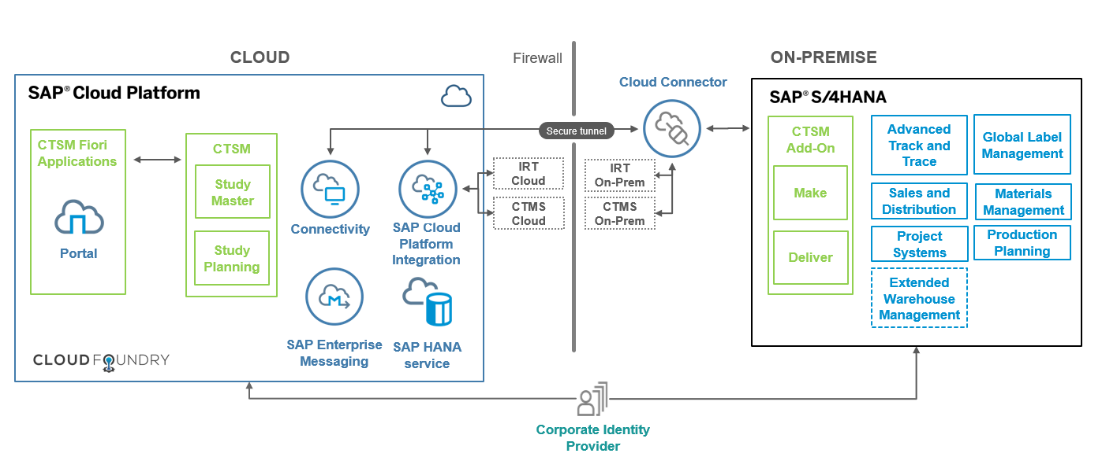 CLOUD
Firewall
ON-PREMISE
SAP® Cloud Platform
Cloud Connector
SAP® S/4HANA
CTSM Fiori
Applications
Portal
CTSM
Study
Master
Study
Planning
Secure tunnel
Connectivity
SAP Cloud
Platform
Integration
IRT
Cloud
CTMS
Cloud
IRT
On-Prem
CTMS
On-Prem
SAP Enterprise
Messaging
SAP HANA
service
CLOUD FOUNDRY
CTSM
Add-On
Make
Deliver
Advanced
Track and
Trace
Global Label
Management
Sales and
Distribution
Materials
Management
Project
Systems
Production
Planning
Extended
Warehouse
Management
Corporate Identity
Provider